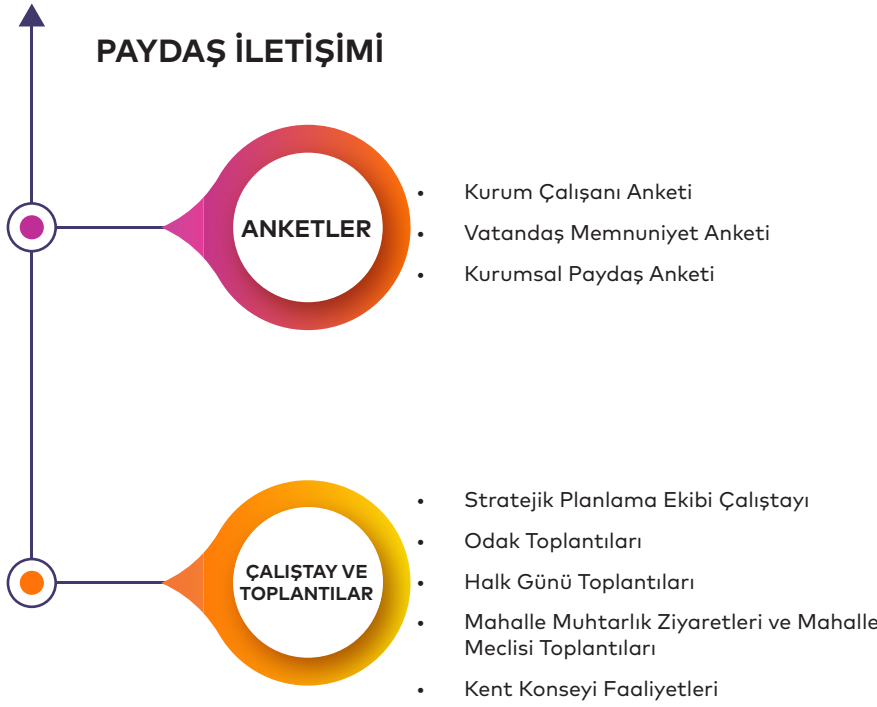 PAYDAŞ İLETİŞİMİ
ANKETLER
• Kurum Çalışanı Anketi
• Vatandaş Memnuniyet Anketi
• Kurumsal Paydaş Anketi
ÇALIŞTAY VE
TOPLANTILAR
• Stratejik Planlama Ekibi Çalıştayı
• Odak Toplantıları
• Halk Günü Toplantıları
• Mahalle Muhtarlık Ziyaretleri ve Mahalle
Meclisi Toplantıları
• Kent Konseyi Faaliyetleri